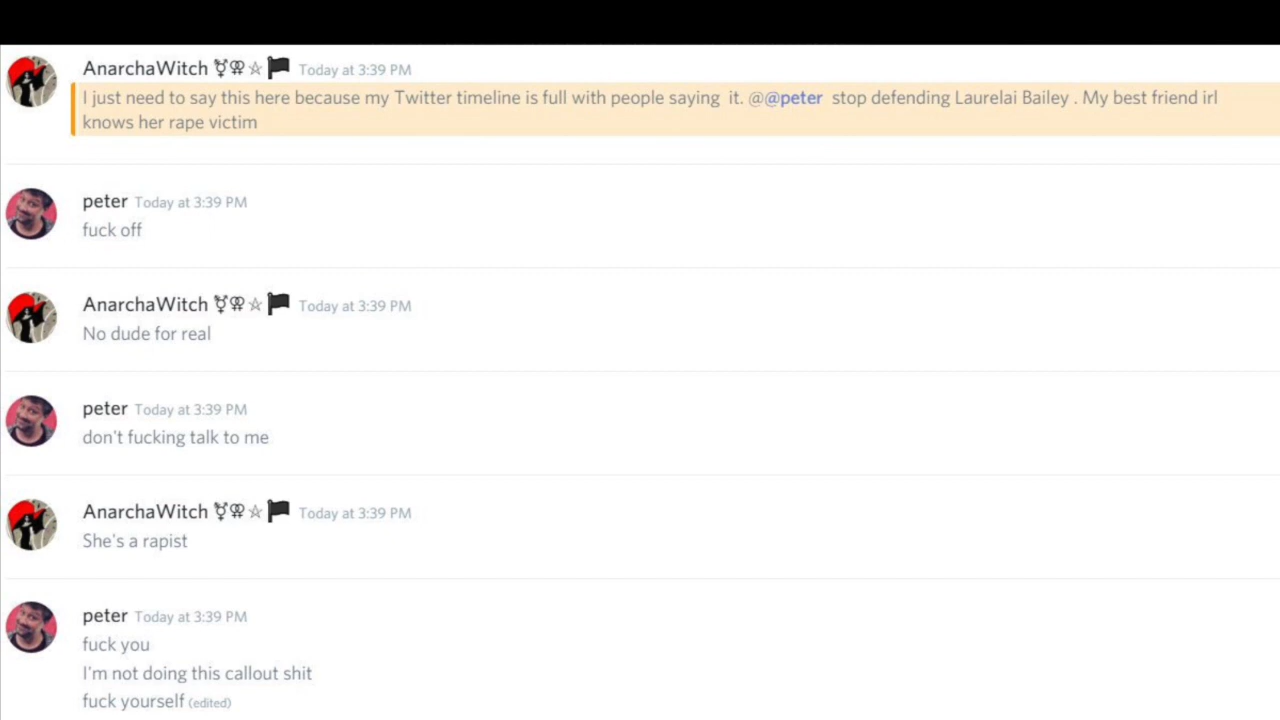 AnarchaWitch ⚧⚢⛤🏴 Today at 3:39 PM
I just need to say this here because my Twitter timeline is full with people saying it. @@peter stop defending Laurelai Bailey . My best friend irl
knows her rape victim
peter Today at 3:39 PM
fuck off
AnarchaWitch ⚧⚢⛤🏴 Today at 3:39 PM
No dude for real
peter Today at 3:39 PM
don't fucking talk to me
AnarchaWitch ⚧⚢⛤🏴 Today at 3:39 PM
She's a rapist
peter Today at 3:39 PM
fuck you
I'm not doing this callout shit
fuck yourself (edited)